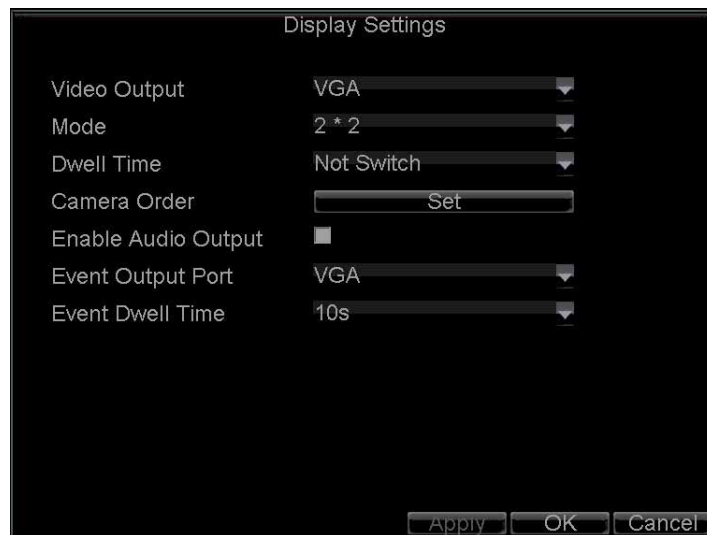 Display Settings
Video Output VGA
Mode 2 * 2
Dwell Time Not Switch
Camera Order Set
Enable Audio Output
Event Output Port VGA
Event Dwell Time 10s
Apply OK Cancel